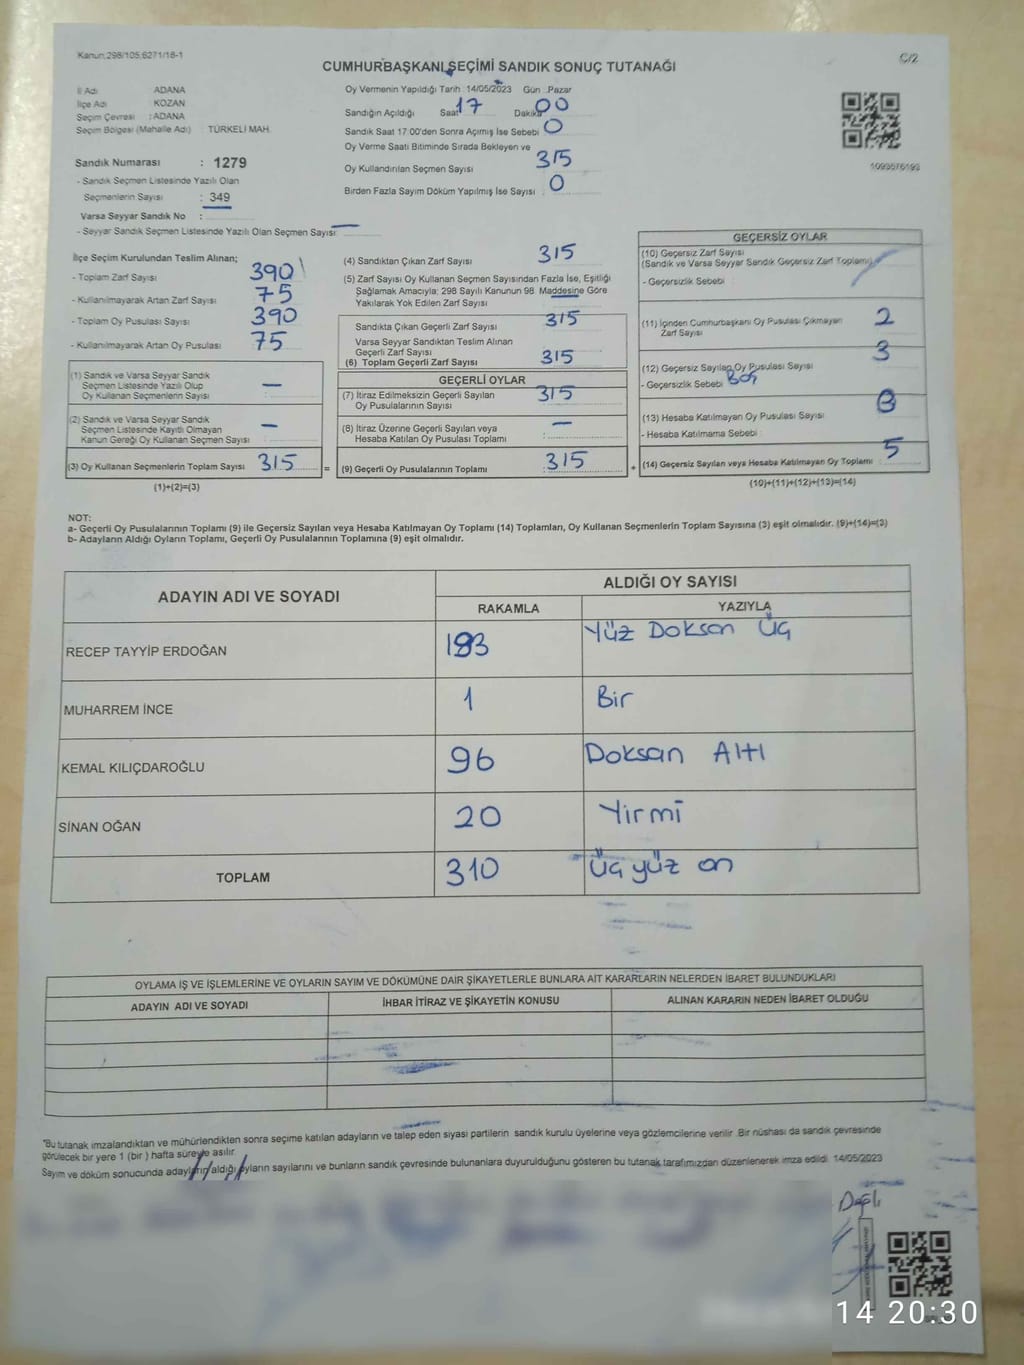 Kanun:298/105,6271/18-1
C/2
CUMHURBAŞKANI SEÇİMİ SANDIK SONUÇ TUTANAĞI
İl Adı ADANA
İlçe Adı KOZAN
Seçim Çevresi : ADANA
Seçim Bölgesi (Mahalle Adı) : TÜRKELİ MAH.
Sandık Numarası : 1279
- Sandık Seçmen Listesinde Yazılı Olan
Seçmenlerin Sayısı : 349
Varsa Seyyar Sandık No :
- Seyyar Sandık Seçmen Listesinde Yazılı Olan Seçmen Sayısı: —
Oy Vermenin Yapıldığı Tarih :14/05/2023 Gün :Pazar
Sandığın Açıldığı Saat 17 Dakika 00
Sandık Saat 17:00'den Sonra Açımış İse Sebebi 0
Oy Verme Saati Bitiminde Sırada Bekleyen ve
Oy Kullandırılan Seçmen Sayısı 315
Birden Fazla Sayım Döküm Yapılmış İse Sayısı : 0
1093576193
İlçe Seçim Kurulundan Teslim Alınan;
- Toplam Zarf Sayısı 390
- Kullanılmayarak Artan Zarf Sayısı 75
- Toplam Oy Pusulası Sayısı 390
- Kullanılmayarak Artan Oy Pusulası 75
(1) Sandık ve Varsa Seyyar Sandık
Seçmen Listesinde Yazılı Olup
Oy Kullanan Seçmenlerin Sayısı —
(2) Sandık ve Varsa Seyyar Sandık
Seçmen Listesinde Kayıtlı Olmayan
Kanun Gereği Oy Kullanan Seçmen Sayısı —
(3) Oy Kullanan Seçmenlerin Toplam Sayısı 315
(1)+(2)=(3)
(4) Sandıktan Çıkan Zarf Sayısı 315
(5) Zarf Sayısı Oy Kullanan Seçmen Sayısından Fazla İse, Eşitliği
Sağlamak Amacıyla; 298 Sayılı Kanunun 98. Maddesine Göre
Yakılarak Yok Edilen Zarf Sayısı
Sandıkta Çıkan Geçerli Zarf Sayısı 315
Varsa Seyyar Sandıktan Teslim Alınan
Geçerli Zarf Sayısı
(6) Toplam Geçerli Zarf Sayısı 315
GEÇERLİ OYLAR
(7) İtiraz Edilmeksizin Geçerli Sayılan
Oy Pusulalarının Sayısı 315
(8) İtiraz Üzerine Geçerli Sayılan veya
Hesaba Katılan Oy Pusulası Toplamı —
= (9) Geçerli Oy Pusulalarının Toplamı 315 +
GEÇERSİZ OYLAR
(10) Geçersiz Zarf Sayısı
(Sandık ve Varsa Seyyar Sandık Geçersiz Zarf Toplamı)
- Geçersizlik Sebebi
(11) İçinden Cumhurbaşkanı Oy Pusulası Çıkmayan
Zarf Sayısı 2
(12) Geçersiz Sayılan Oy Pusulası Sayısı 3
- Geçersizlik Sebebi Boş
(13) Hesaba Katılmayan Oy Pusulası Sayısı
- Hesaba Katılmama Sebebi
(14) Geçersiz Sayılan veya Hesaba Katılmayan Oy Toplamı 5
(10)+(11)+(12)+(13)=(14)
NOT:
a- Geçerli Oy Pusulalarının Toplamı (9) ile Geçersiz Sayılan veya Hesaba Katılmayan Oy Toplamı (14) Toplamları, Oy Kullanan Seçmenlerin Toplam Sayısına (3) eşit olmalıdır. (9)+(14)=(3)
b- Adayların Aldığı Oyların Toplamı, Geçerli Oy Pusulalarının Toplamına (9) eşit olmalıdır.
ADAYIN ADI VE SOYADI ALDIĞI OY SAYISI
RAKAMLA YAZIYLA
RECEP TAYYİP ERDOĞAN 193 Yüz Doksan Üç
MUHARREM İNCE 1 Bir
KEMAL KILIÇDAROĞLU 96 Doksan Altı
SİNAN OĞAN 20 Yirmi
TOPLAM 310 Üçyüz on
OYLAMA İŞ VE İŞLEMLERİNE VE OYLARIN SAYIM VE DÖKÜMÜNE DAİR ŞİKAYETLERLE BUNLARA AİT KARARLARIN NELERDEN İBARET BULUNDUKLARI
ADAYIN ADI VE SOYADI İHBAR İTİRAZ VE ŞİKAYETİN KONUSU ALINAN KARARIN NEDEN İBARET OLDUĞU
"Bu tutanak imzalandıktan ve mühürlendikten sonra seçime katılan adayların ve talep eden siyasi partilerin sandık kurulu üyelerine veya gözlemcilerine verilir. Bir nüshası da sandık çevresinde
görülecek bir yere 1 (bir ) hafta süreyle asılır.
Sayım ve döküm sonucunda adayların aldığı oyların sayılarını ve bunların sandık çevresinde bulunanlara duyurulduğunu gösteren bu tutanak tarafımızdan düzenlenerek imza edildi. 14/05/2023
14 20:30